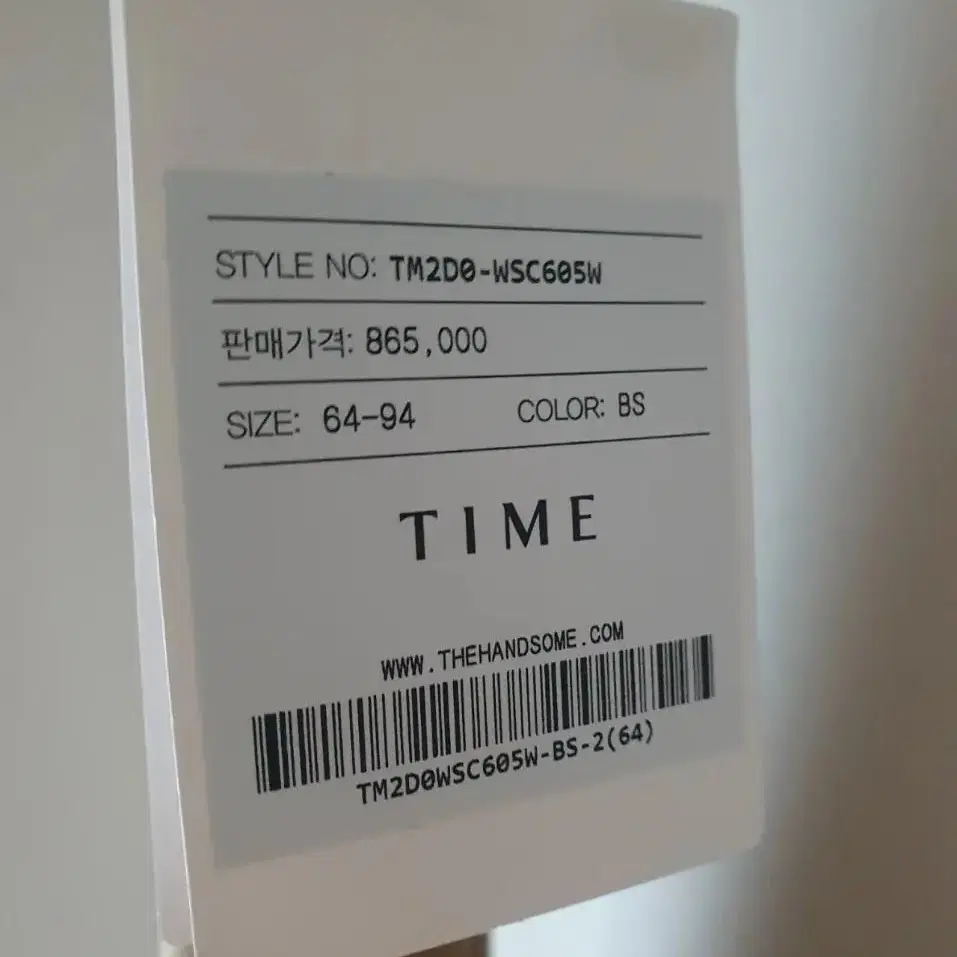 STYLE NO: TM2D0-WSC605W
판매가격: 865,000
SIZE: 64-94 COLOR: BS
TIME
WWW.THEHANDSOME.COM
TM2D0WSC605W-BS-2(64)